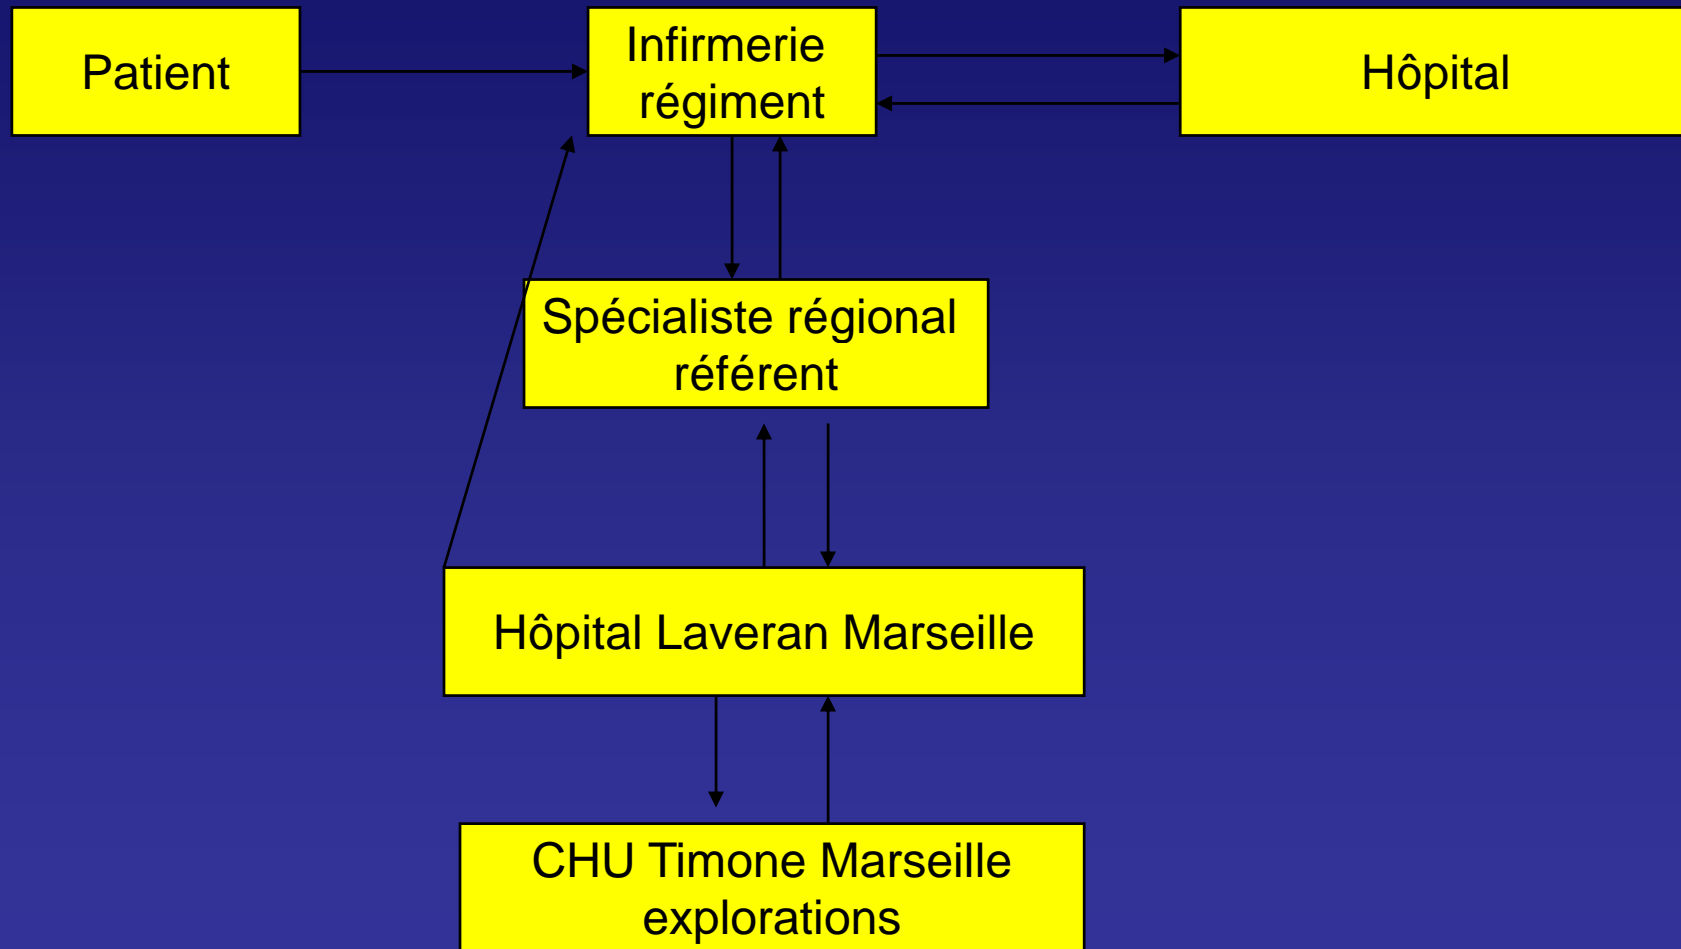 Patient
Infirmerie
régiment
Hôpital
Spécialiste régional
référent
Hôpital Laveran Marseille
CHU Timone Marseille
explorations